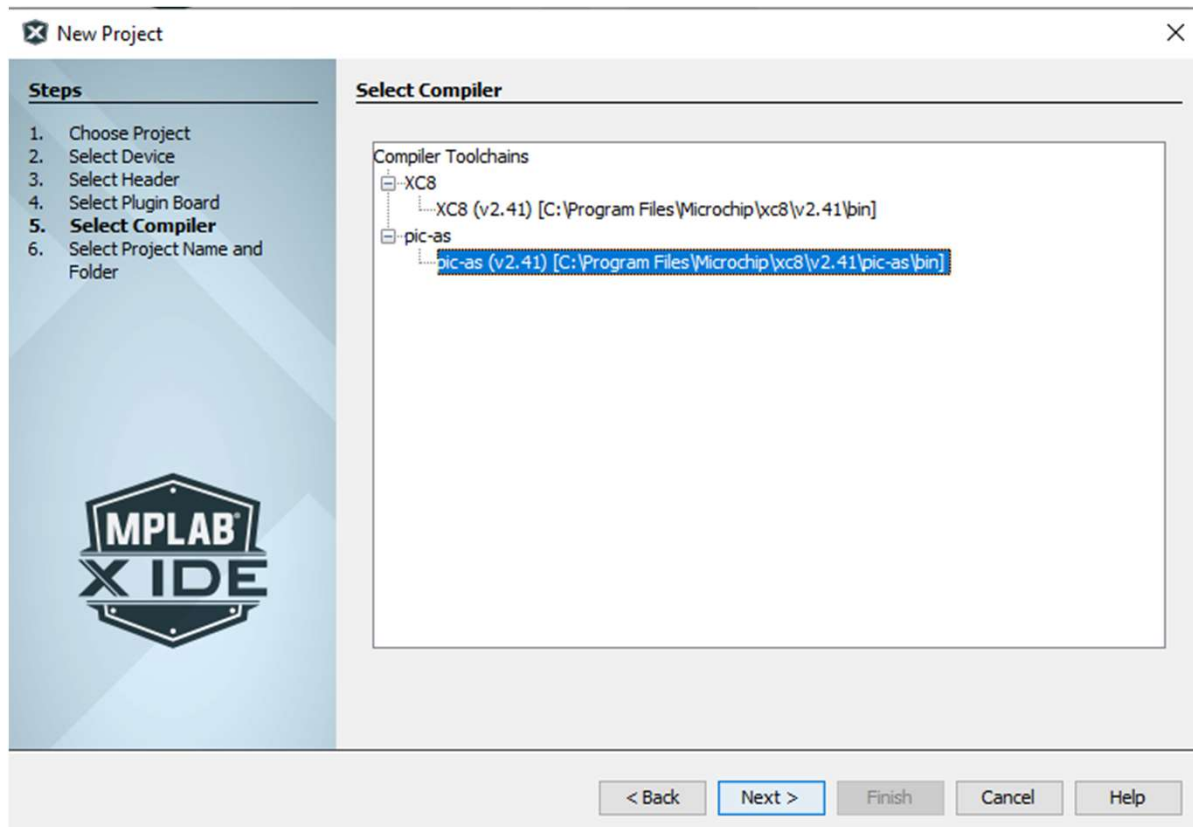 New Project
Steps
1. Choose Project
2. Select Device
3. Select Header
4. Select Plugin Board
5. Select Compiler
6. Select Project Name and
Folder
MPLAB®
X IDE
Select Compiler
Compiler Toolchains
XC8
XC8 (v2.41) [C:\Program Files\Microchip\xc8\v2.41\bin]
pic-as
pic-as (v2.41) [C:\Program Files\Microchip\xc8\v2.41\pic-as\bin]
< Back Next > Finish Cancel Help